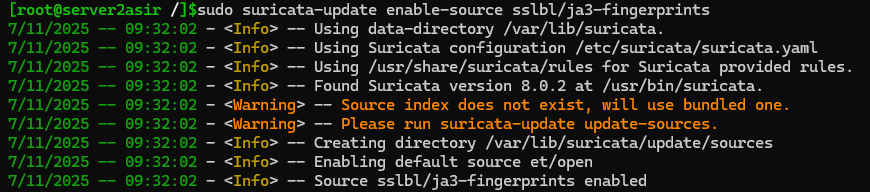 [root@server2asir /]$sudo suricata-update enable-source sslbl/ja3-fingerprints
7/11/2025 -- 09:32:02 - <Info> -- Using data-directory /var/lib/suricata.
7/11/2025 -- 09:32:02 - <Info> -- Using Suricata configuration /etc/suricata/suricata.yaml
7/11/2025 -- 09:32:02 - <Info> -- Using /usr/share/suricata/rules for Suricata provided rules.
7/11/2025 -- 09:32:02 - <Info> -- Found Suricata version 8.0.2 at /usr/bin/suricata.
7/11/2025 -- 09:32:02 - <Warning> -- Source index does not exist, will use bundled one.
7/11/2025 -- 09:32:02 - <Warning> -- Please run suricata-update update-sources.
7/11/2025 -- 09:32:02 - <Info> -- Creating directory /var/lib/suricata/update/sources
7/11/2025 -- 09:32:02 - <Info> -- Enabling default source et/open
7/11/2025 -- 09:32:02 - <Info> -- Source sslbl/ja3-fingerprints enabled